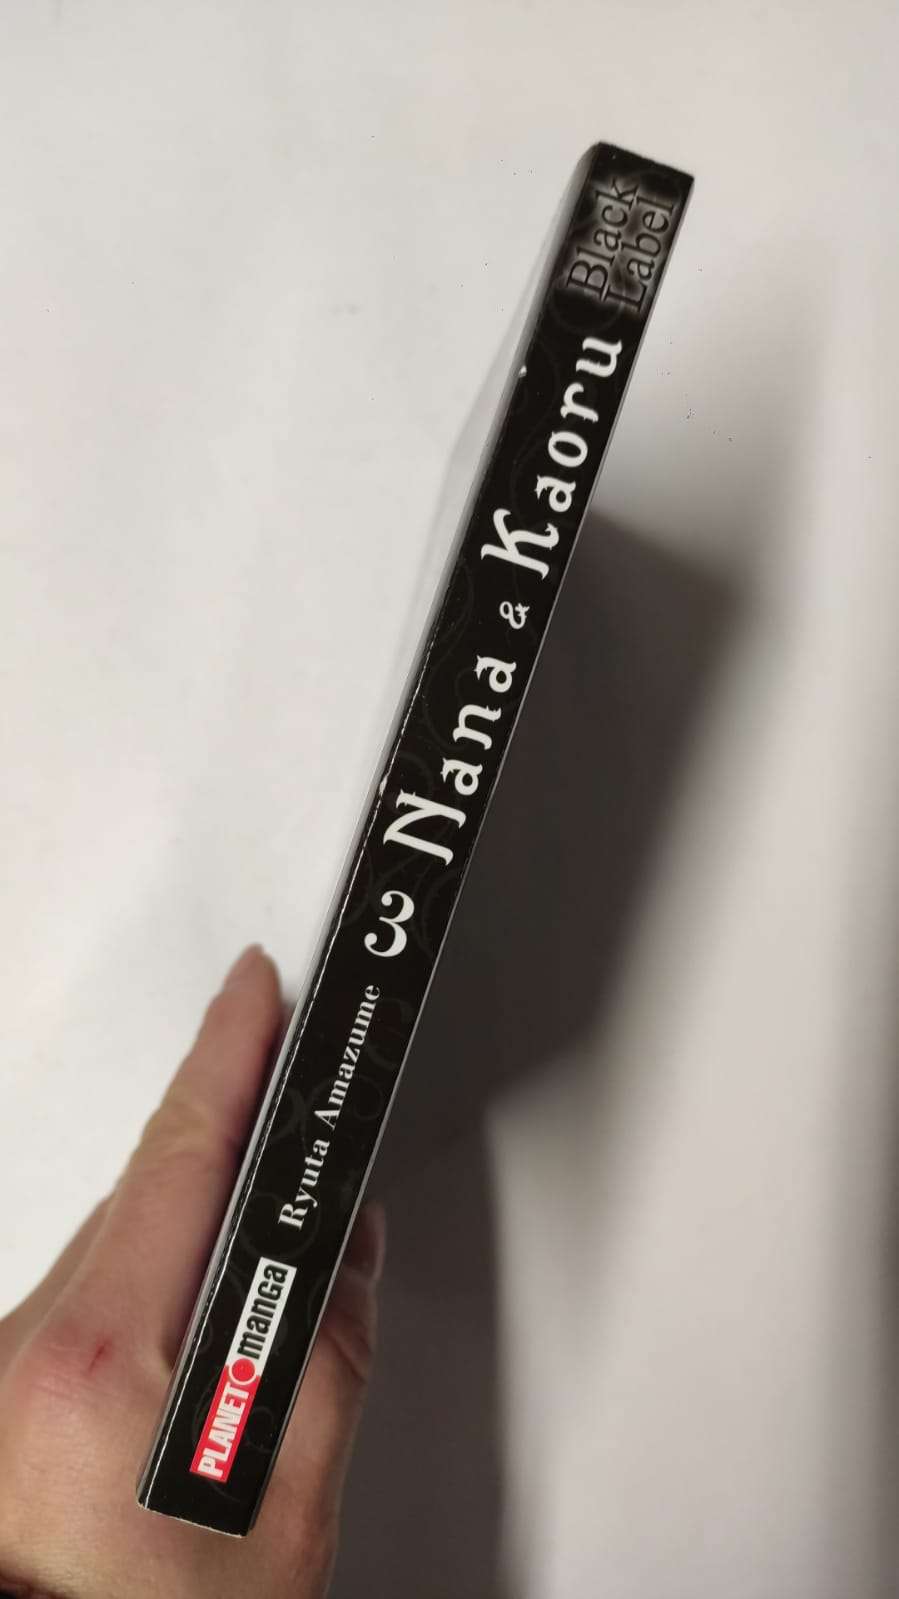 PLANET manga
Ryuta Amazume
3
Nana & Kaoru
Black
Label